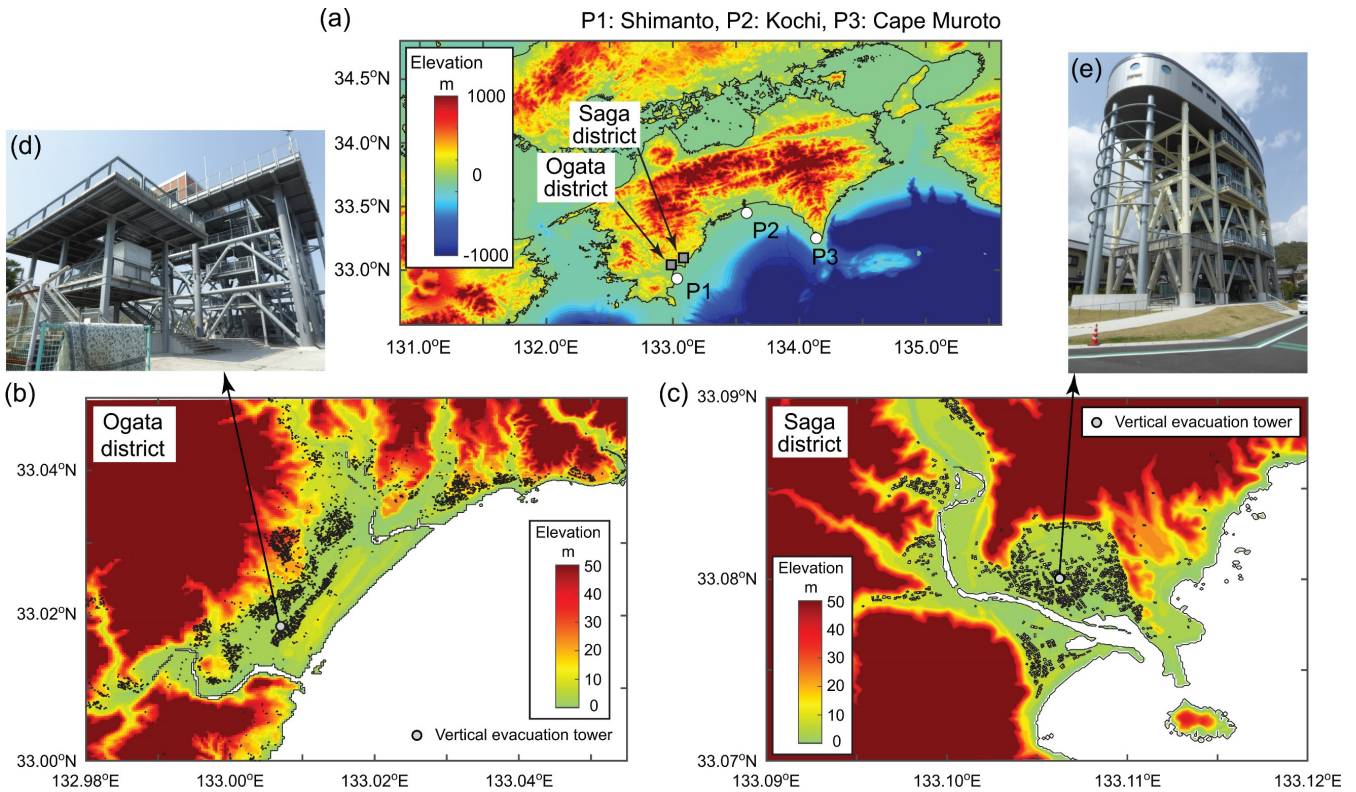 (a)
P1: Shimanto, P2: Kochi, P3: Cape Muroto
Elevation
m
1000
0
-1000
34.5°N
34.0°N
33.5°N
33.0°N
131.0°E
132.0°E
133.0°E
134.0°E
135.0°E
Saga
district
Ogata
district
P1
P2
P3
(d)
(e)
(b)
Ogata
district
33.04°N
33.02°N
33.00°N
132.98°E
133.00°E
133.02°E
133.04°E
Elevation
m
50
40
30
20
10
0
Vertical evacuation tower
(c)
Saga
district
Vertical evacuation tower
33.09°N
33.08°N
33.07°N
133.09°E
133.10°E
133.11°E
133.12°E
Elevation
m
50
40
30
20
10
0